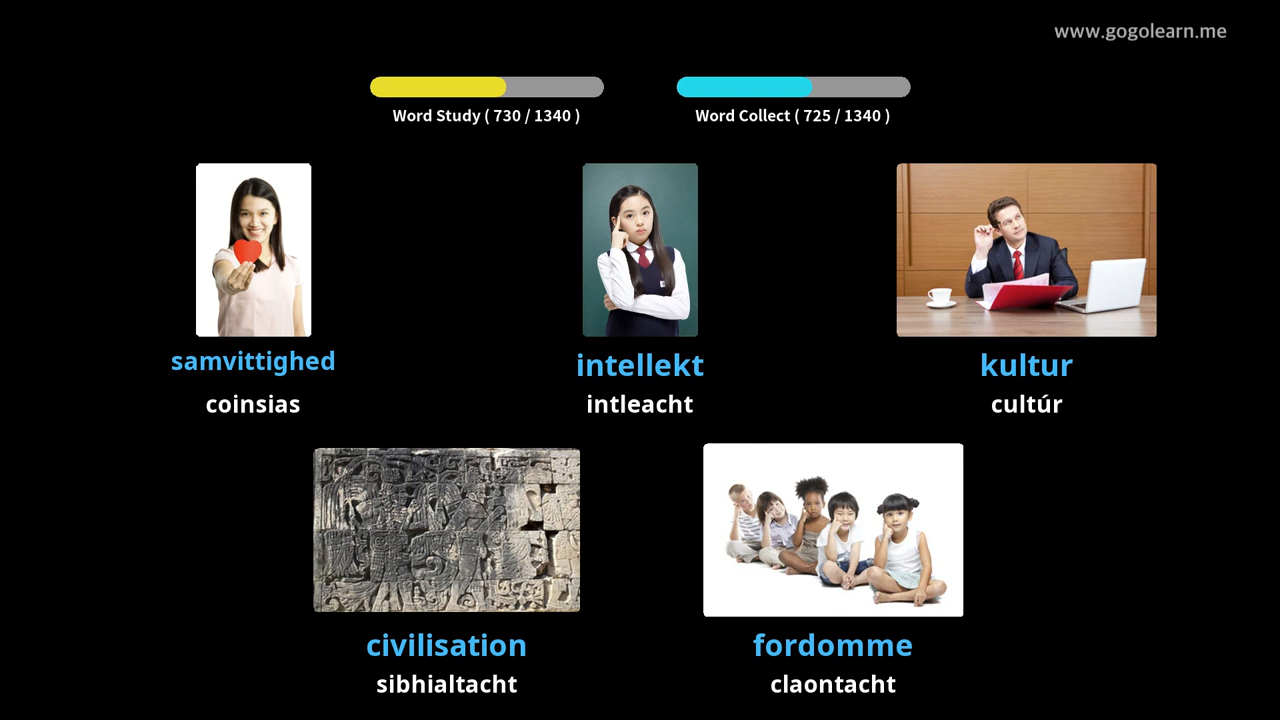 www.gogolearn.me
Word Study ( 730 / 1340 )
Word Collect ( 725 / 1340 )
samvittighed
coinsias
intellekt
intleacht
kultur
cultúr
civilisation
sibhialtacht
fordomme
claontacht